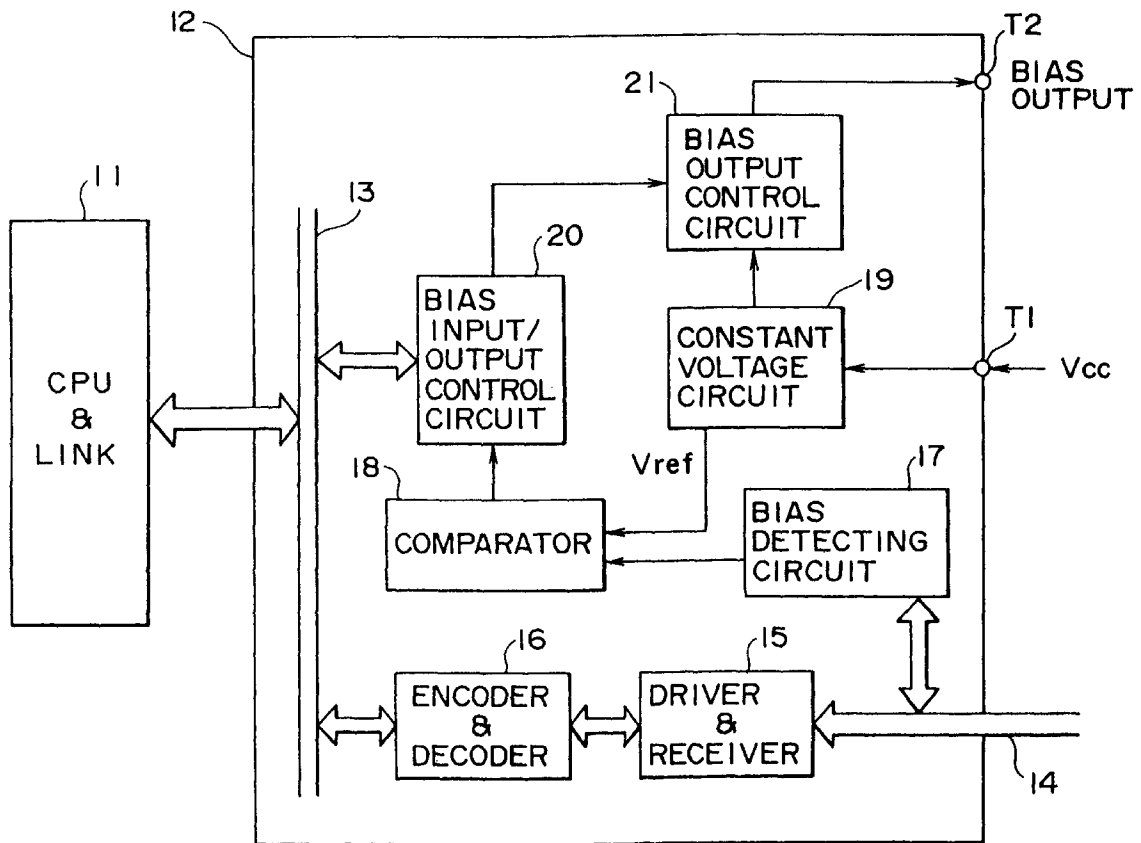 12
T2
BIAS
OUTPUT
21
BIAS
OUTPUT
CONTROL
CIRCUIT
11
13
20
BIAS
INPUT/
OUTPUT
CONTROL
CIRCUIT
19
CONSTANT
VOLTAGE
CIRCUIT
T1
Vcc
CPU
&
LINK
Vref
18
COMPARATOR
17
BIAS
DETECTING
CIRCUIT
16
ENCODER
&
DECODER
15
DRIVER
&
RECEIVER
14